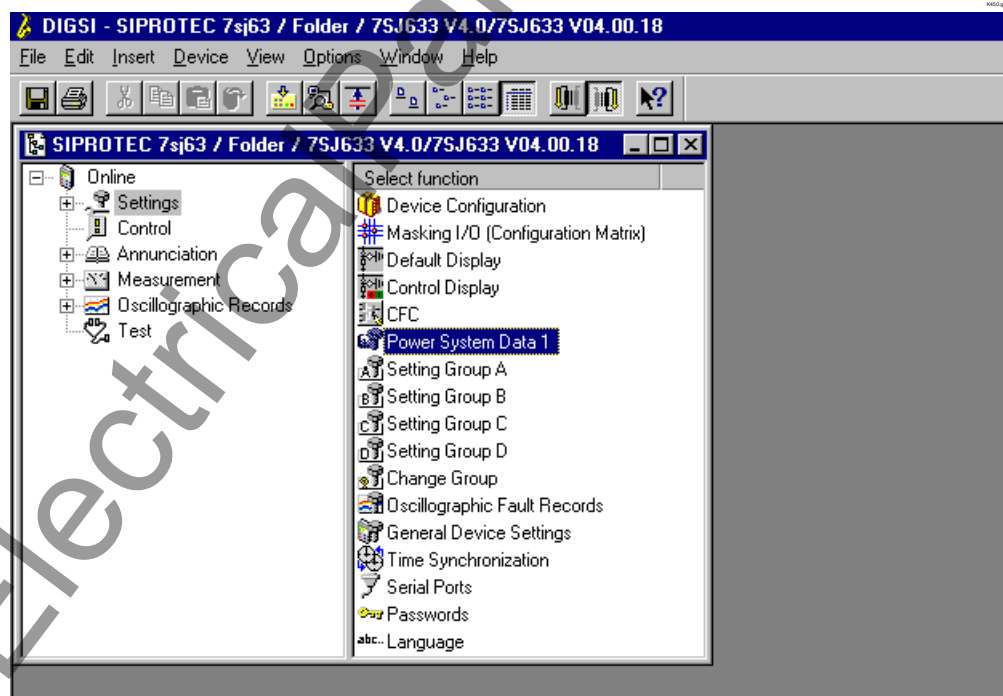 DIGSI - SIPROTEC 7sj63 / Folder / 7SJ633 V4.0/7SJ633 V04.00.18
File Edit Insert Device View Options Window Help
SIPROTEC 7sj63 / Folder / 7SJ633 V4.0/7SJ633 V04.00.18
Online
Settings
Control
Annunciation
Measurement
Oscillographic Records
Test
Select function
Device Configuration
Masking I/O (Configuration Matrix)
Default Display
Control Display
CFC
Power System Data 1
Setting Group A
Setting Group B
Setting Group C
Setting Group D
Change Group
Oscillographic Fault Records
General Device Settings
Time Synchronization
Serial Ports
Passwords
abc.. Language
ElectricalPar